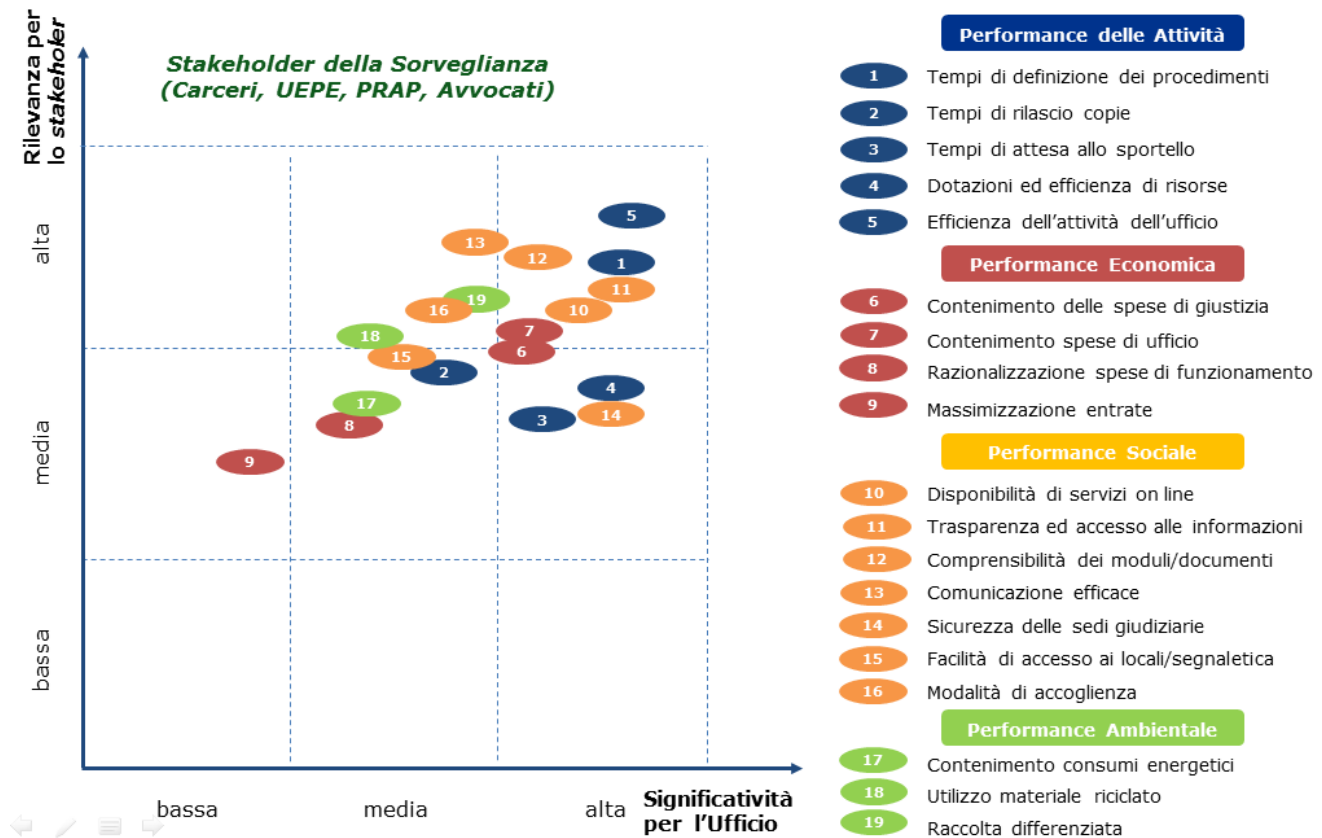 Rilevanza per
lo stakeholer
Stakeholder della Sorveglianza
(Carceri, UEPE, PRAP, Avvocati)
alta
media
bassa
5
13
12
1
11
19
16
10
7
18
6
15
2
4
17
14
3
8
9
bassa
media
alta
Significatività
per l'Ufficio
Performance delle Attività
1 Tempi di definizione dei procedimenti
2 Tempi di rilascio copie
3 Tempi di attesa allo sportello
4 Dotazioni ed efficienza di risorse
5 Efficienza dell'attività dell'ufficio
Performance Economica
6 Contenimento delle spese di giustizia
7 Contenimento spese di ufficio
8 Razionalizzazione spese di funzionamento
9 Massimizzazione entrate
Performance Sociale
10 Disponibilità di servizi on line
11 Trasparenza ed accesso alle informazioni
12 Comprensibilità dei moduli/documenti
13 Comunicazione efficace
14 Sicurezza delle sedi giudiziarie
15 Facilità di accesso ai locali/segnaletica
16 Modalità di accoglienza
Performance Ambientale
17 Contenimento consumi energetici
18 Utilizzo materiale riciclato
19 Raccolta differenziata